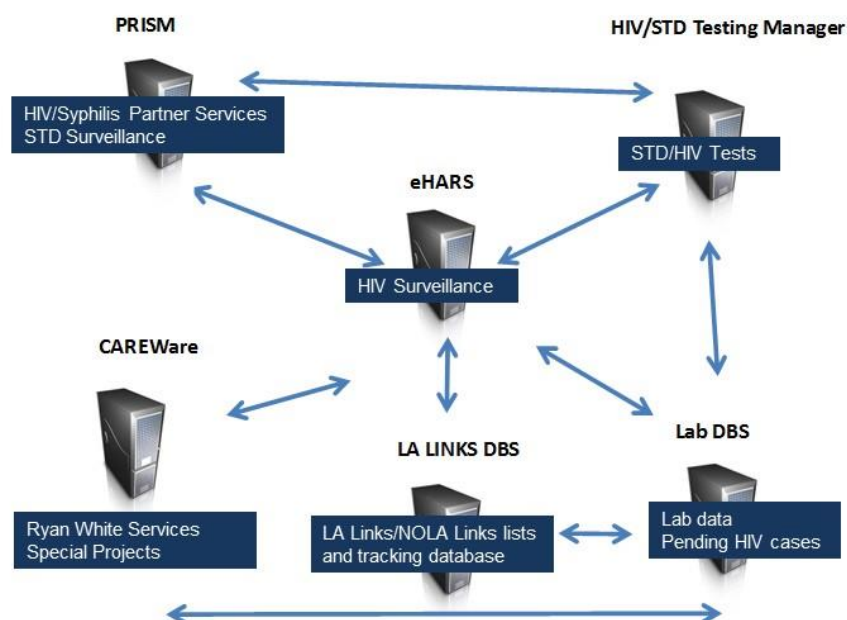 PRISM
HIV/STD Testing Manager
HIV/Syphilis Partner Services
STD Surveillance
STD/HIV Tests
eHARS
HIV Surveillance
CAREWare
LA LINKS DBS
Lab DBS
Ryan White Services
Special Projects
LA Links/NOLA Links lists
and tracking database
Lab data
Pending HIV cases